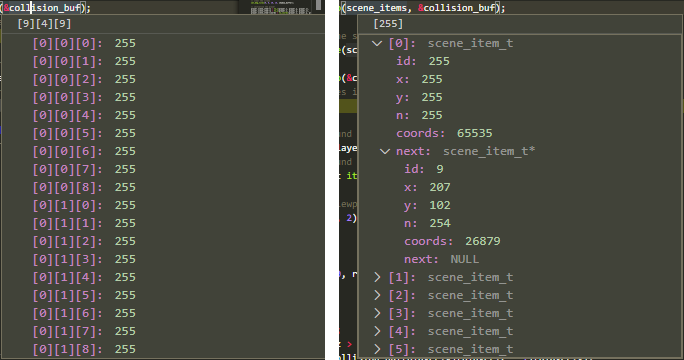 (&collision_buf);
[9][4][9]
[0][0][0]: 255
[0][0][1]: 255
[0][0][2]: 255
[0][0][3]: 255
[0][0][4]: 255
[0][0][5]: 255
[0][0][6]: 255
[0][0][7]: 255
[0][0][8]: 255
[0][1][0]: 255
[0][1][1]: 255
[0][1][2]: 255
[0][1][3]: 255
[0][1][4]: 255
[0][1][5]: 255
[0][1][6]: 255
[0][1][7]: 255
[0][1][8]: 255
(scene_items, &collision_buf);
[255]
[0]: scene_item_t
id: 255
x: 255
y: 255
n: 255
coords: 65535
next: scene_item_t*
id: 9
x: 207
y: 102
n: 254
coords: 26879
next: NULL
[1]: scene_item_t
[2]: scene_item_t
[3]: scene_item_t
[4]: scene_item_t
[5]: scene_item_t